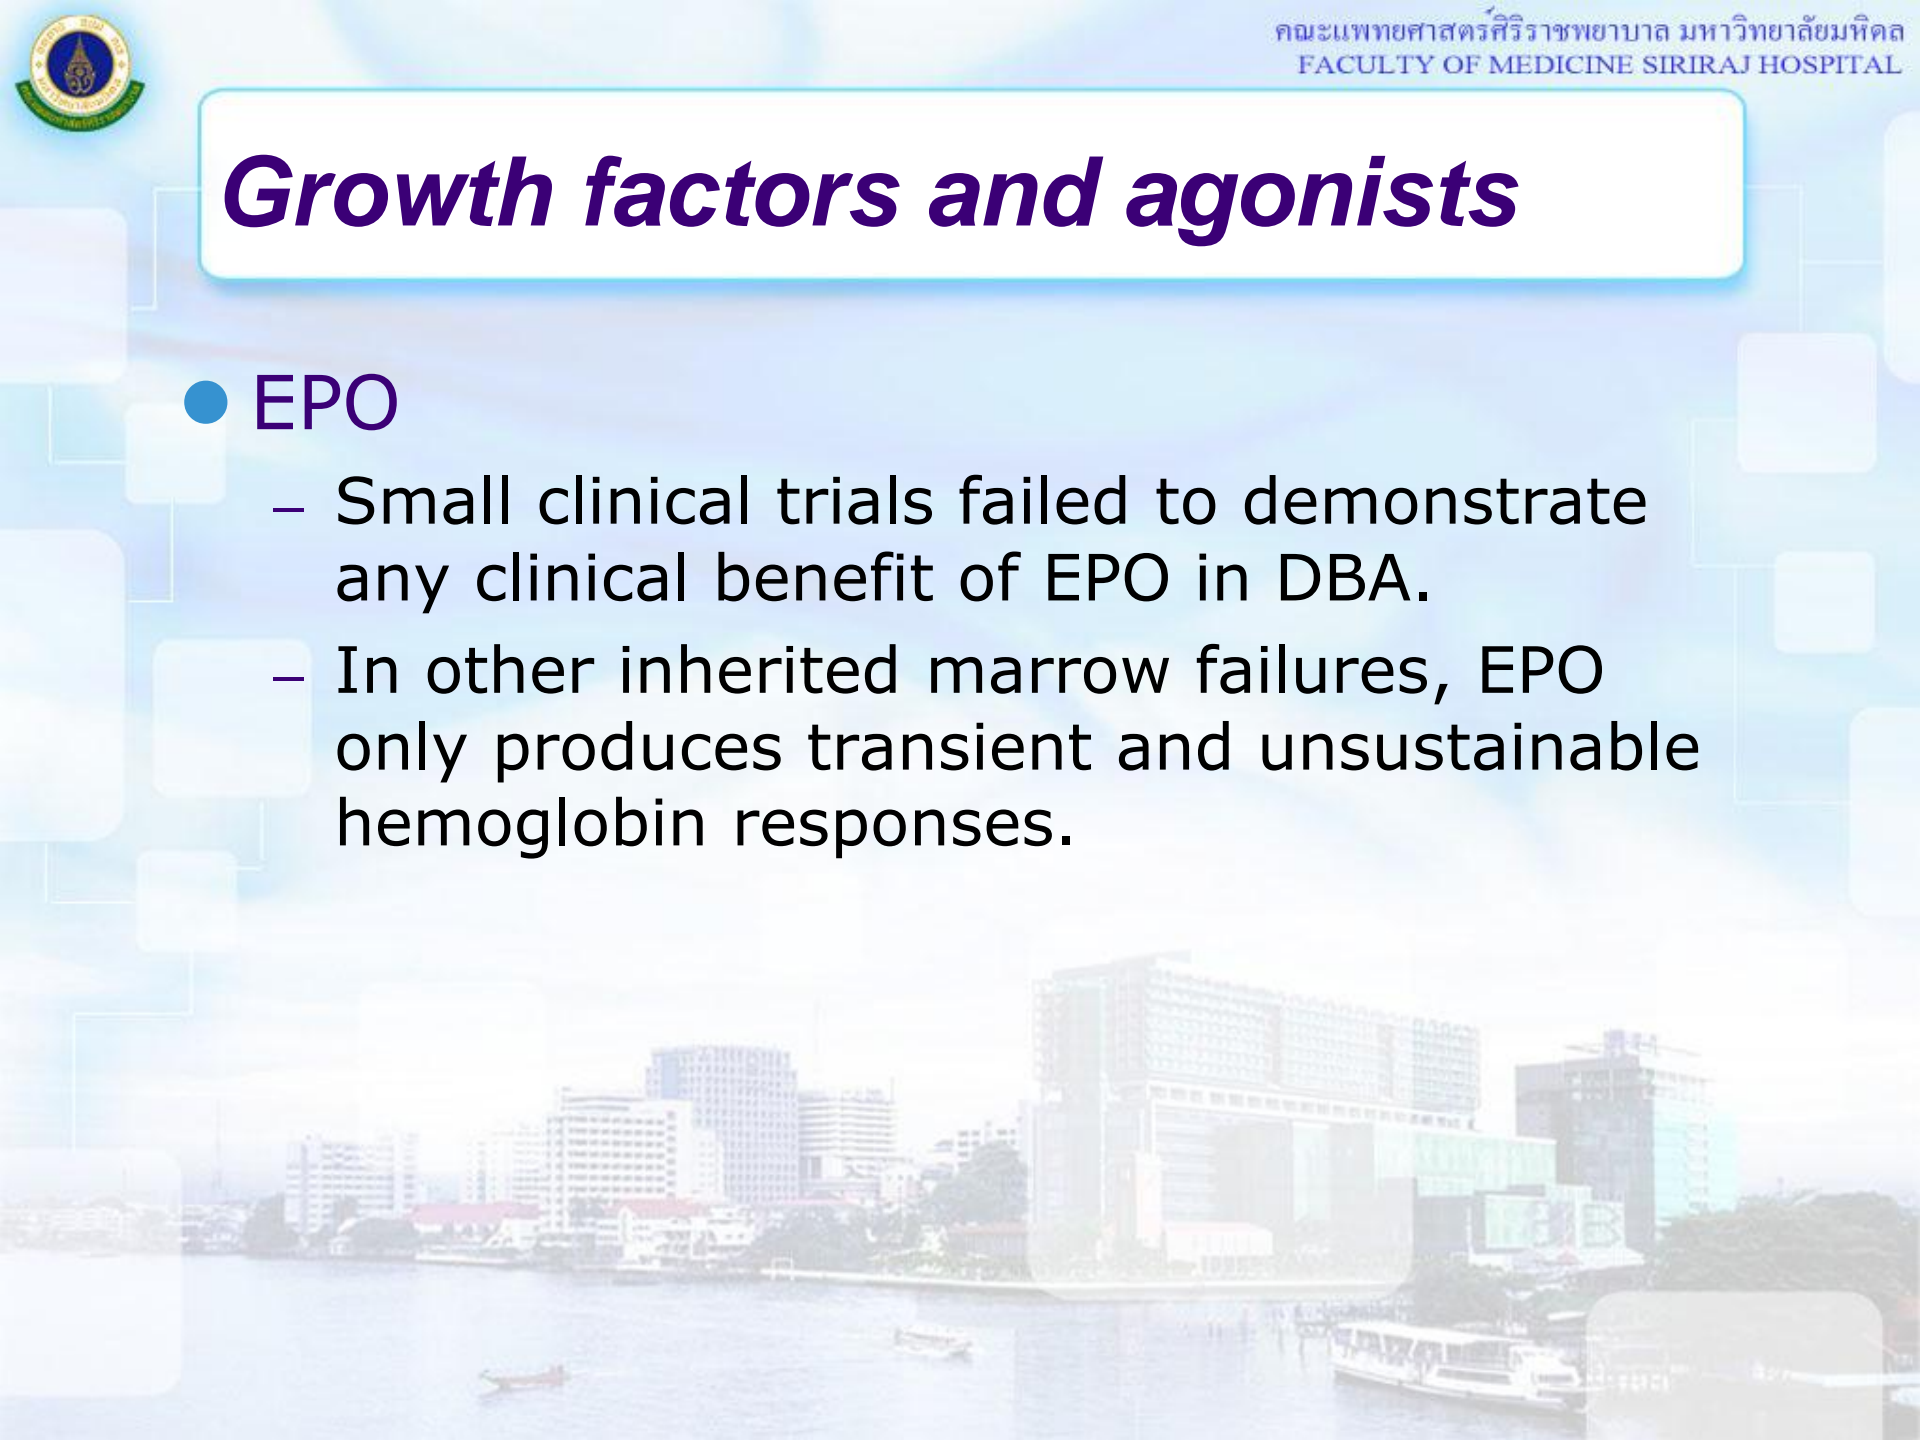 คณะแพทยศาสตร์ศิริราชพยาบาล มหาวิทยาลัยมหิดล
FACULTY OF MEDICINE SIRIRAJ HOSPITAL
Growth factors and agonists
EPO
– Small clinical trials failed to demonstrate
any clinical benefit of EPO in DBA.
– In other inherited marrow failures, EPO
only produces transient and unsustainable
hemoglobin responses.